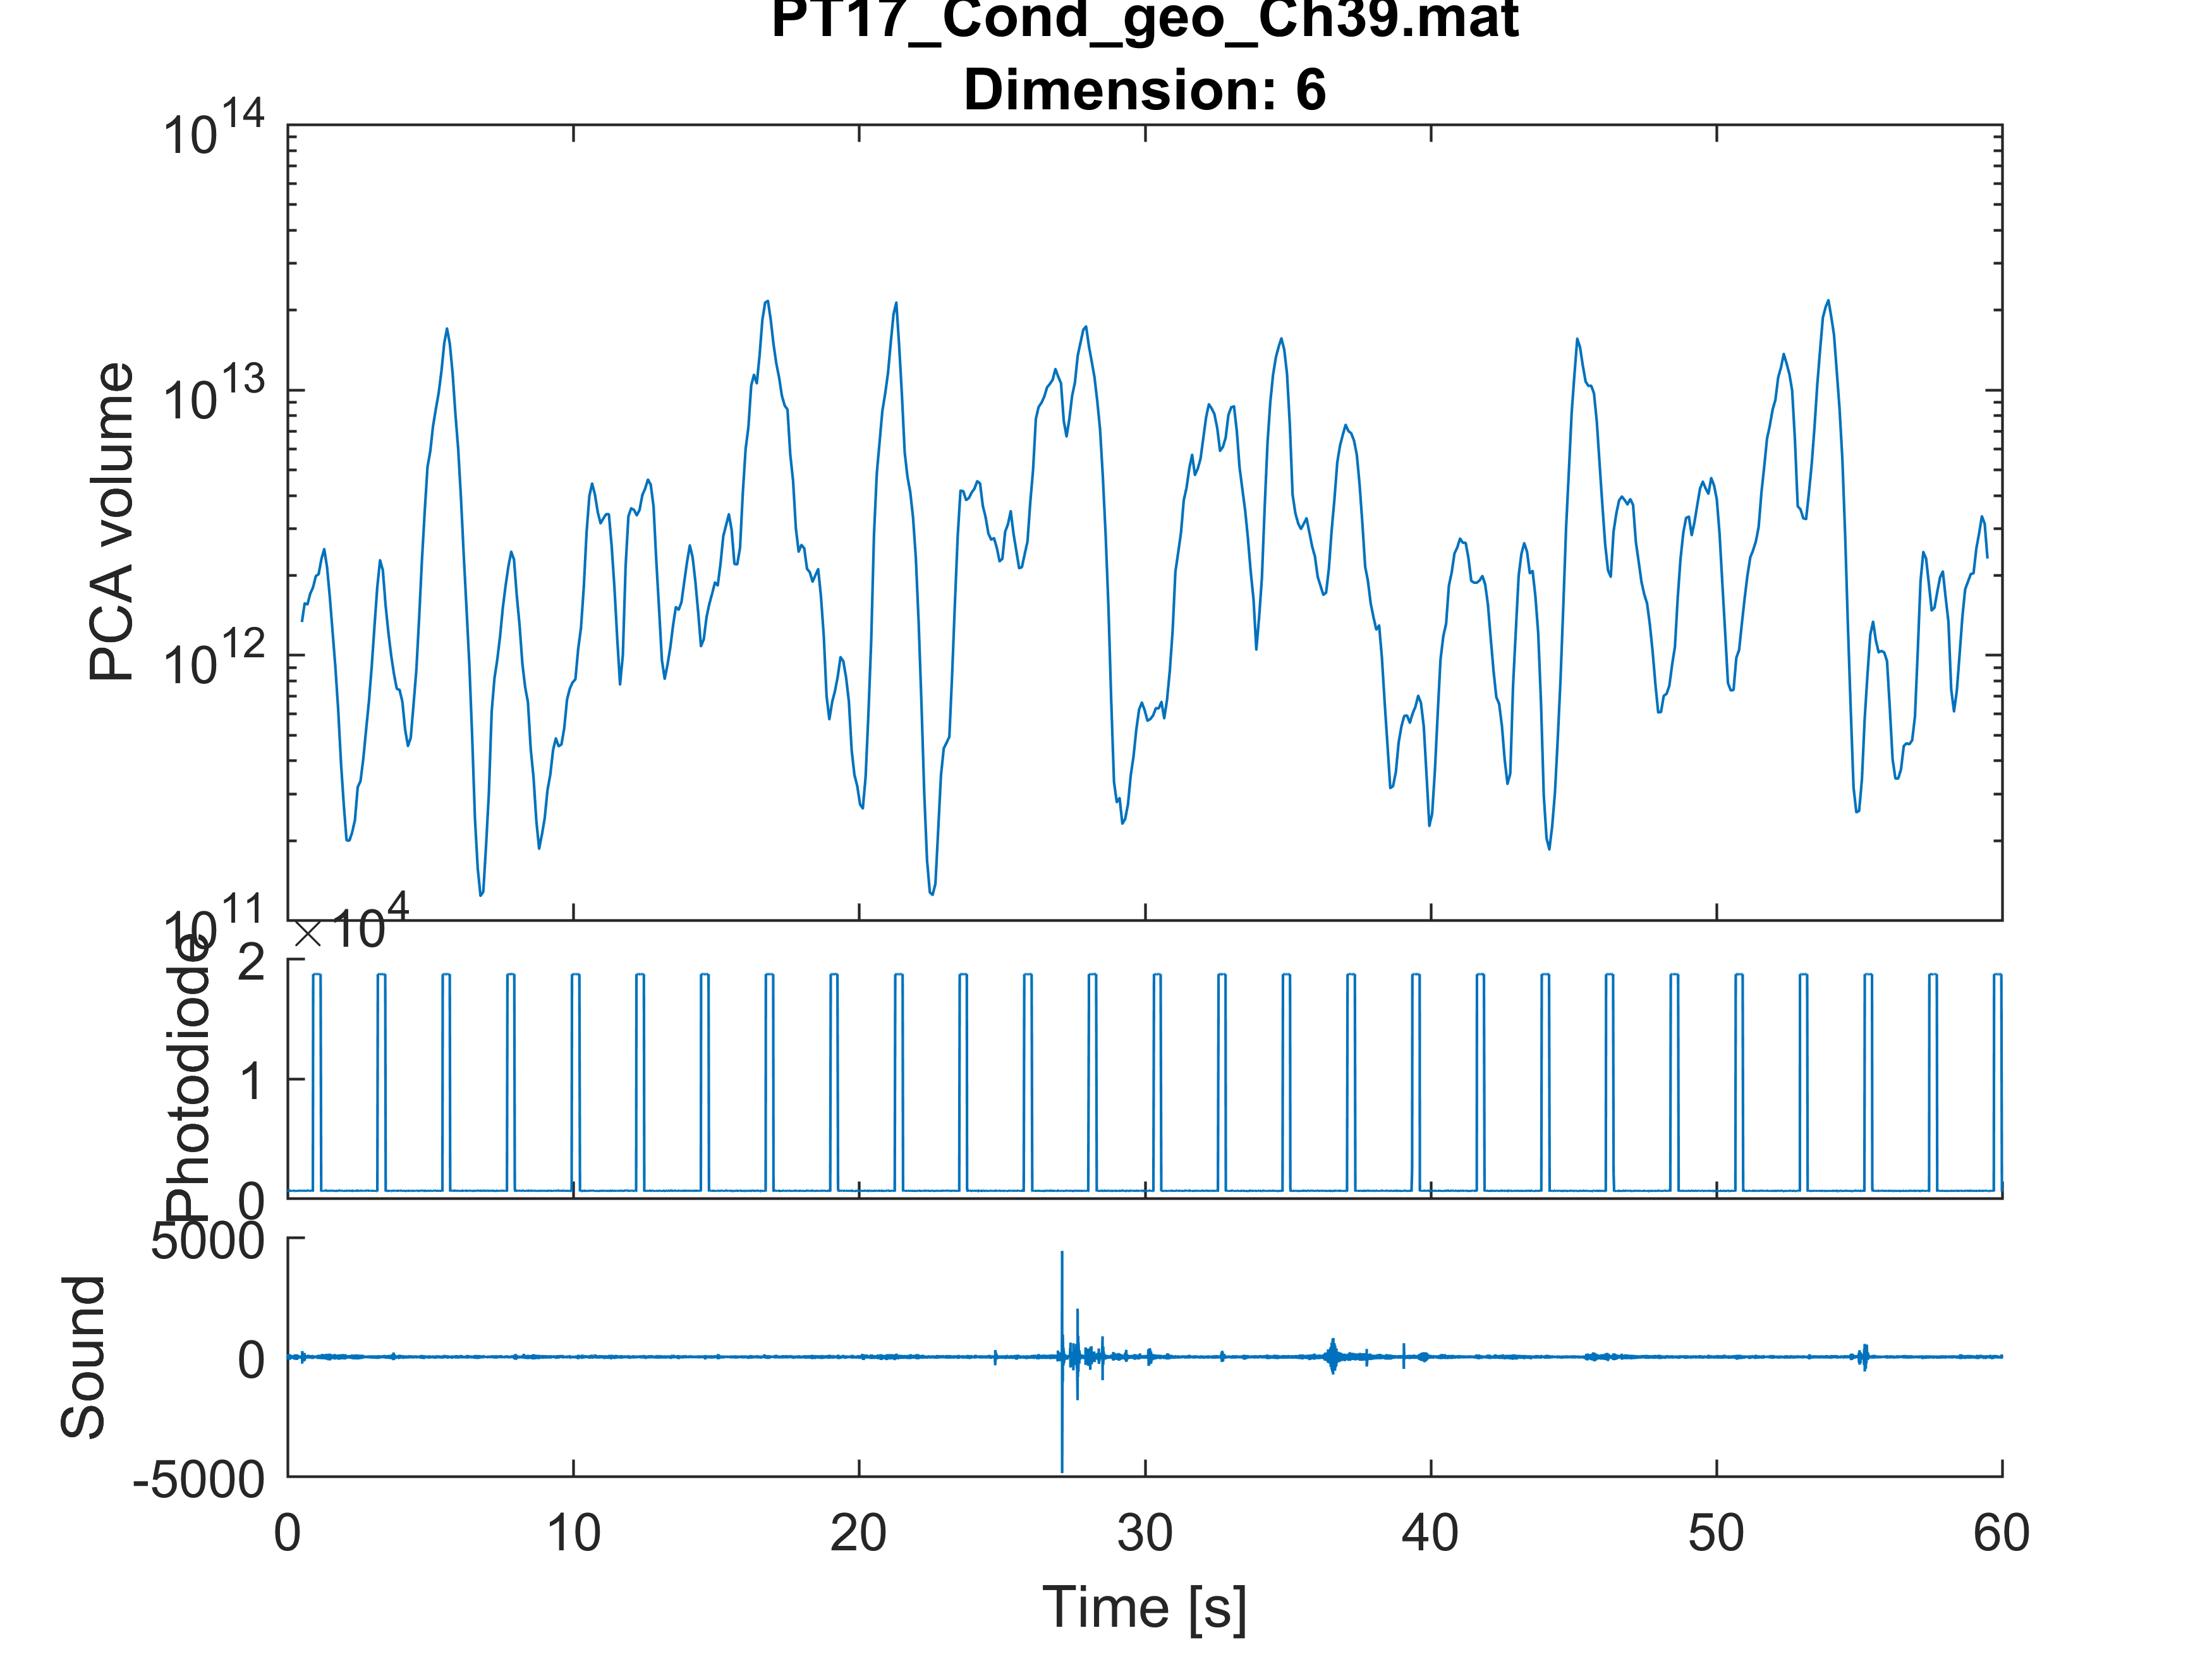 PT17_Cond_geo_Ch39.mat
Dimension: 6
10^14
10^13
10^12
10^11
PCA volume
× 10^4
2
1
0
Photodiode
5000
0
-5000
Sound
0 10 20 30 40 50 60
Time [s]